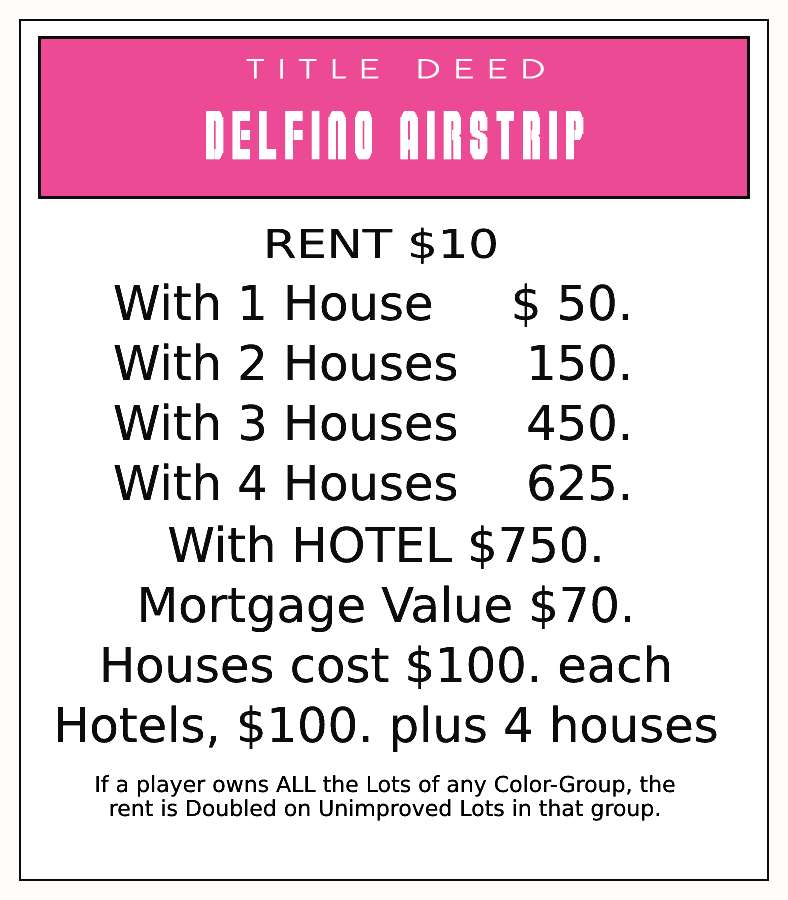 TITLE DEED
DELFINO AIRSTRIP
RENT $10
With 1 House $ 50.
With 2 Houses 150.
With 3 Houses 450.
With 4 Houses 625.
With HOTEL $750.
Mortgage Value $70.
Houses cost $100. each
Hotels, $100. plus 4 houses
If a player owns ALL the Lots of any Color-Group, the
rent is Doubled on Unimproved Lots in that group.